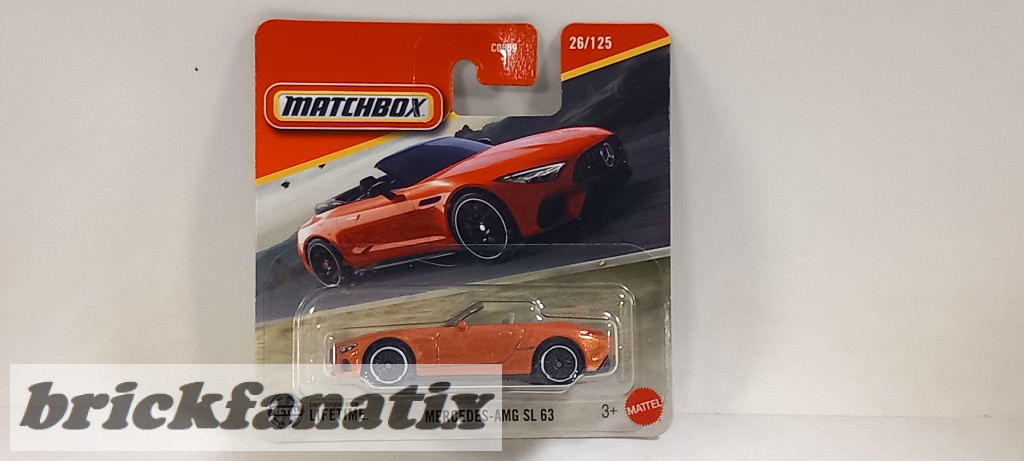 26/125
MATCHBOX
LIFETIME
MERCEDES-AMG SL 63
3+
MATTEL
brickfanatix